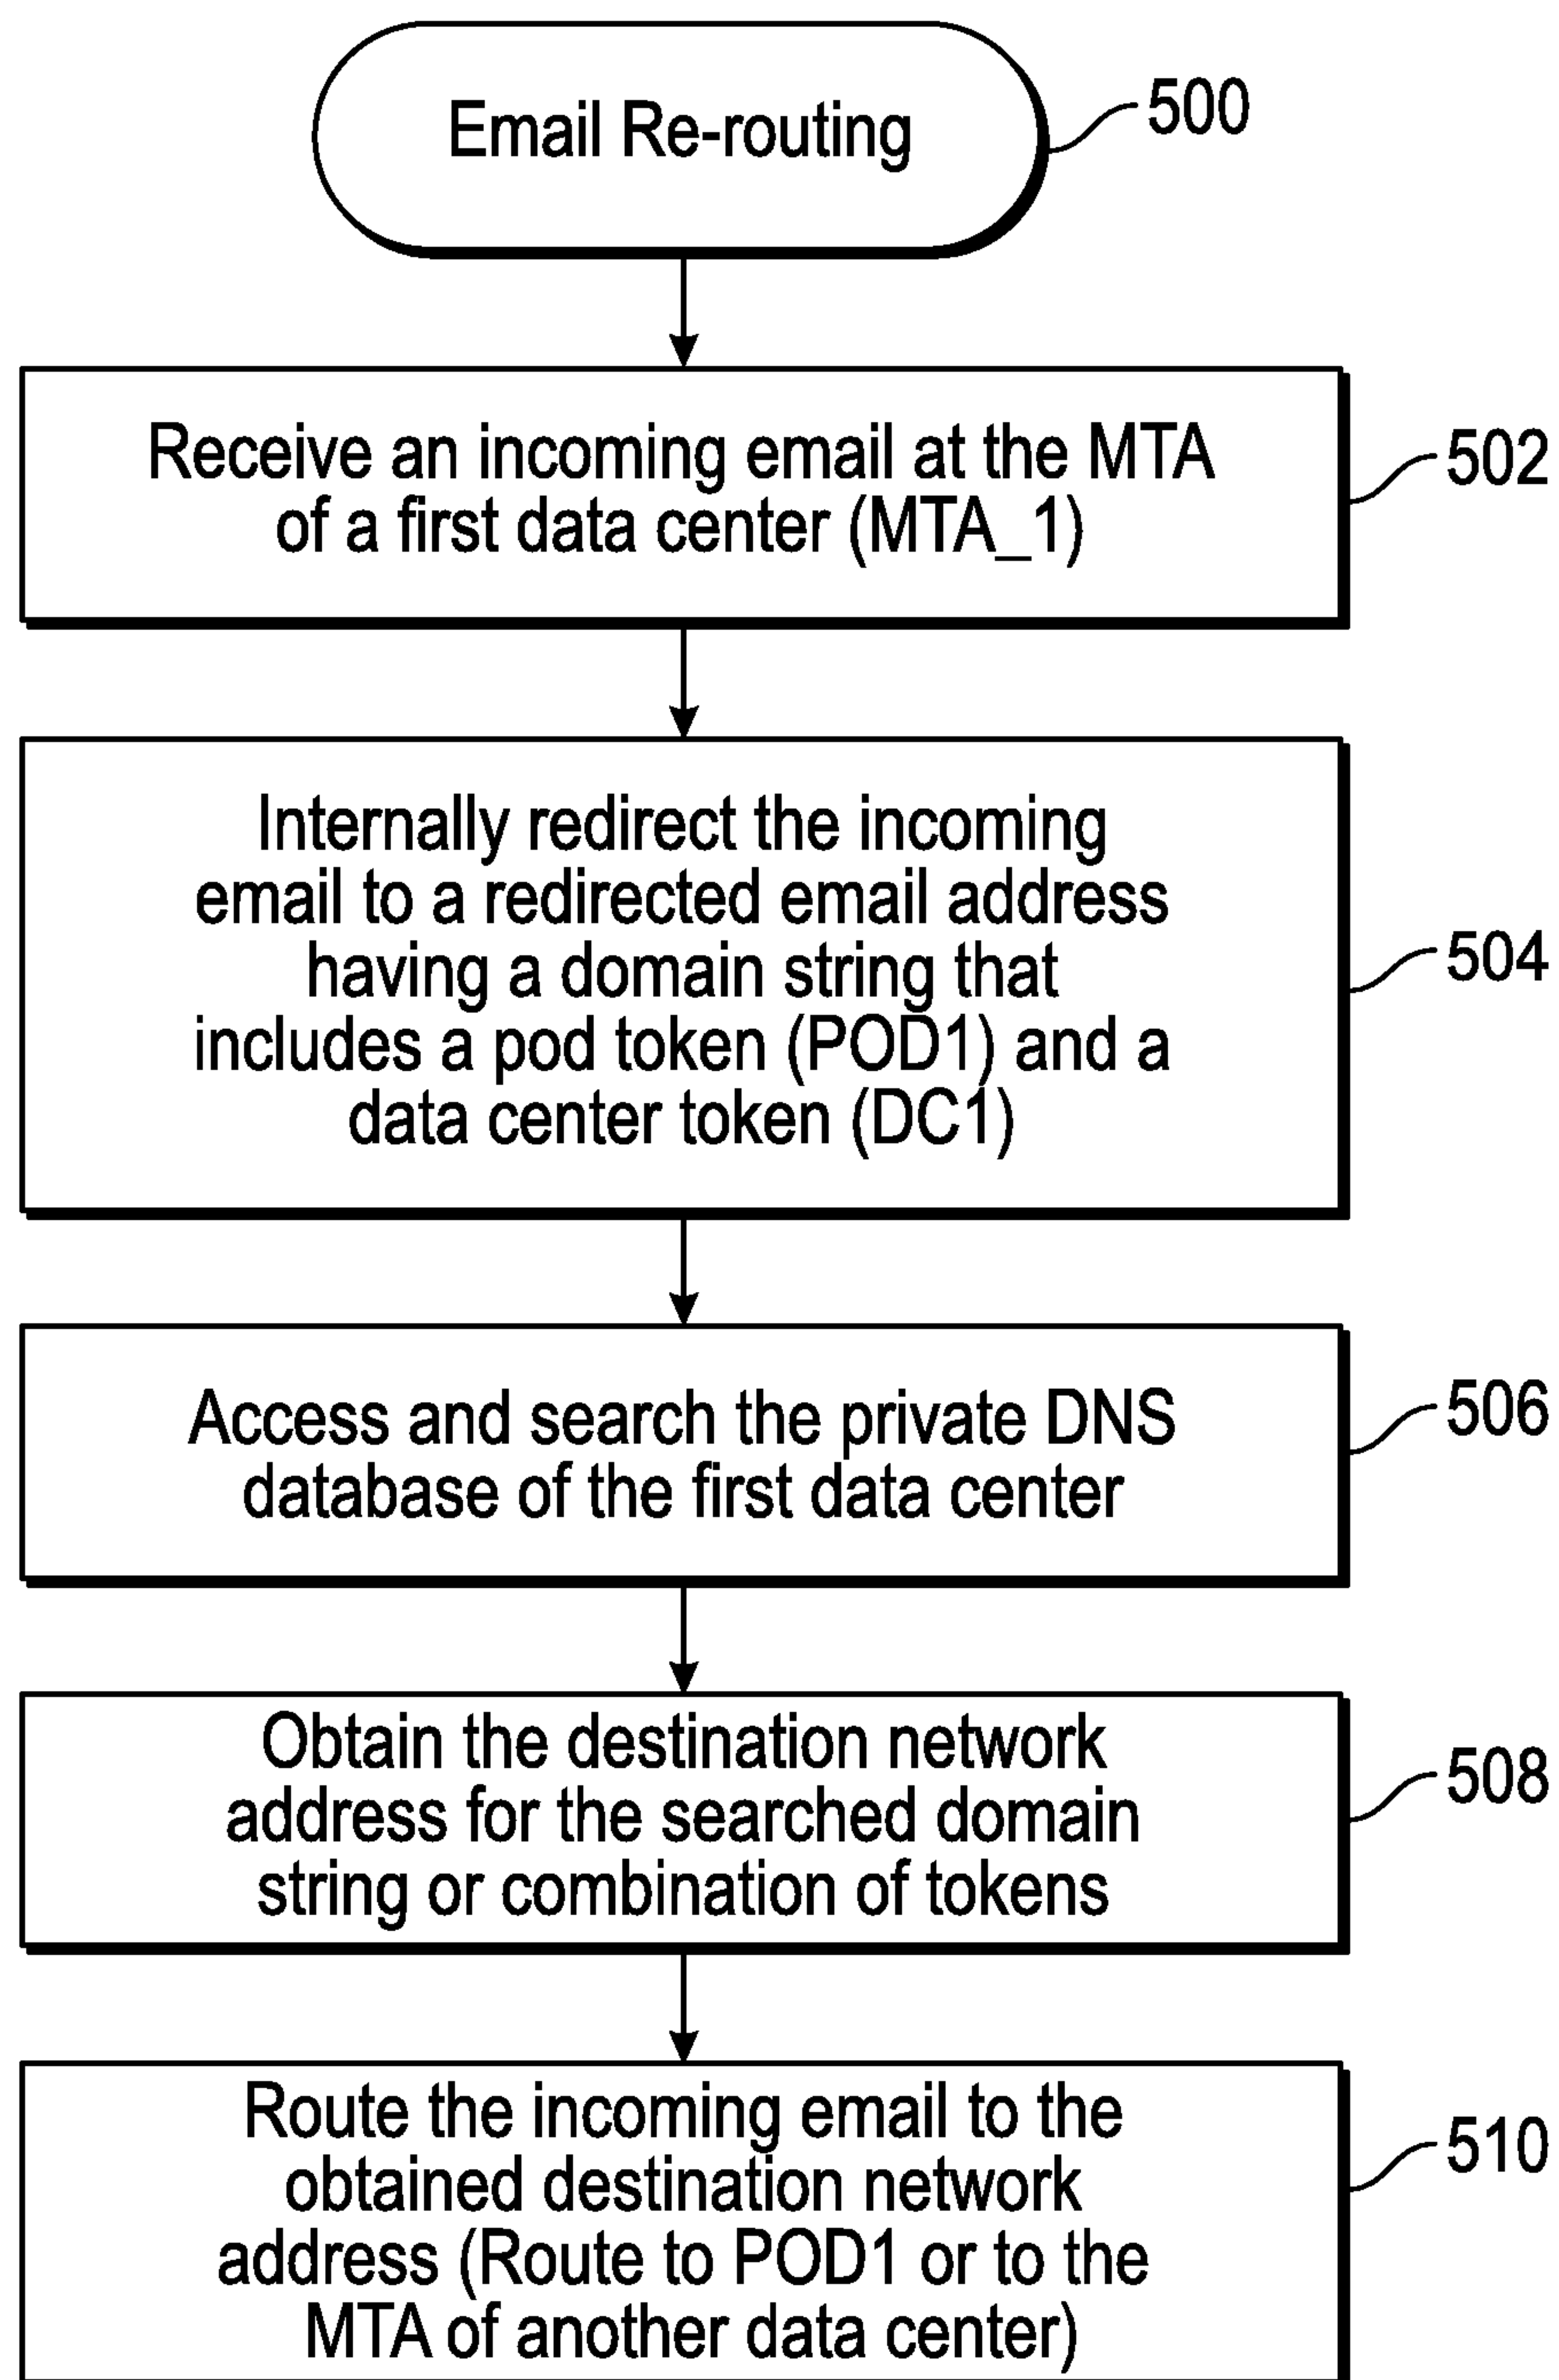 Email Re-routing
500
Receive an incoming email at the MTA
of a first data center (MTA_1)
502
Internally redirect the incoming
email to a redirected email address
having a domain string that
includes a pod token (POD1) and a
data center token (DC1)
504
Access and search the private DNS
database of the first data center
506
Obtain the destination network
address for the searched domain
string or combination of tokens
508
Route the incoming email to the
obtained destination network
address (Route to POD1 or to the
MTA of another data center)
510